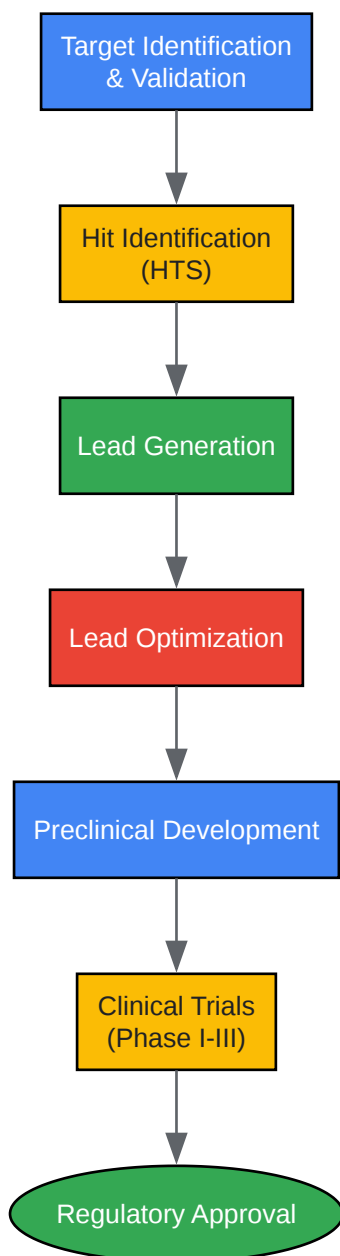 Target Identification
& Validation
Hit Identification
(HTS)
Lead Generation
Lead Optimization
Preclinical Development
Clinical Trials
(Phase I-III)
Regulatory Approval